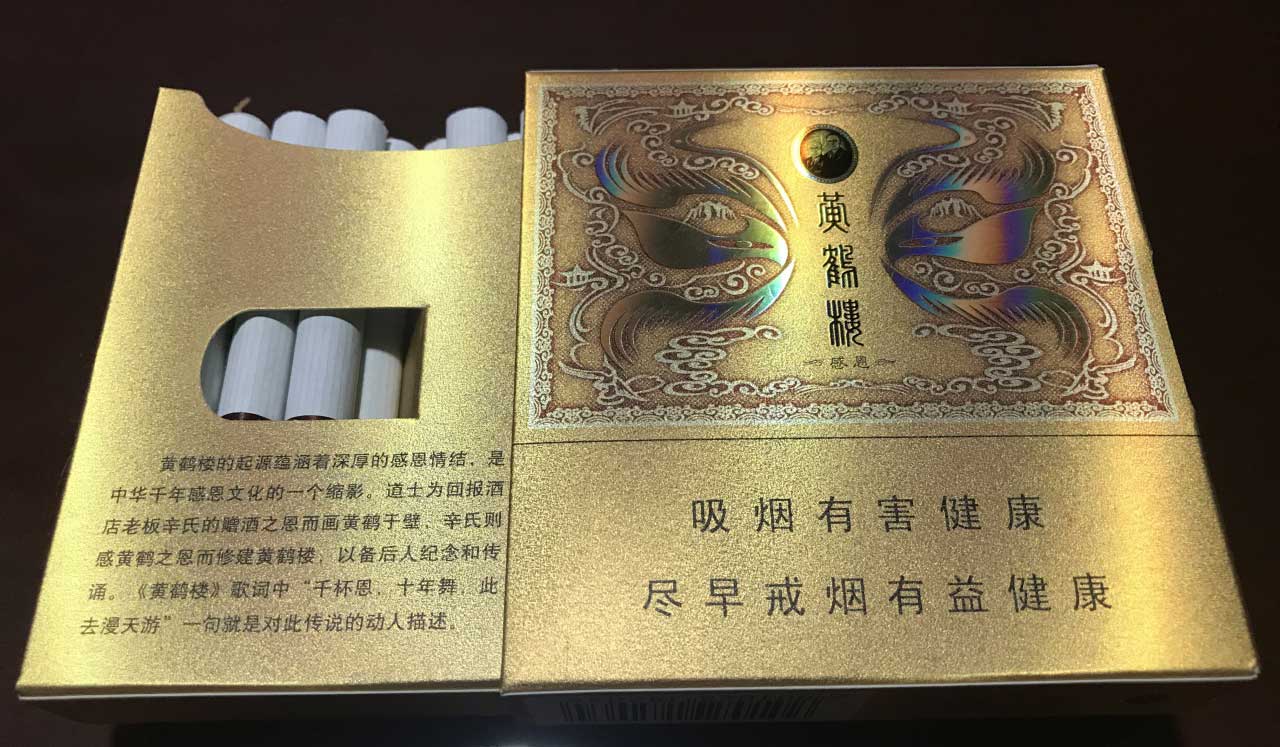 黄鹤楼的起源蕴涵着深厚的感恩情结，是
中华千年感恩文化的一个缩影。道士为回报酒
店老板辛氏的赠酒之恩而画黄鹤于壁，辛氏则
感黄鹤之恩而修建黄鹤楼，以备后人纪念和传
诵。《黄鹤楼》歌词中“千杯恩，十年舞，此
去漫天游”一句就是对此传说的动人描述。
黃鶴樓
感恩
吸烟有害健康
尽早戒烟有益健康